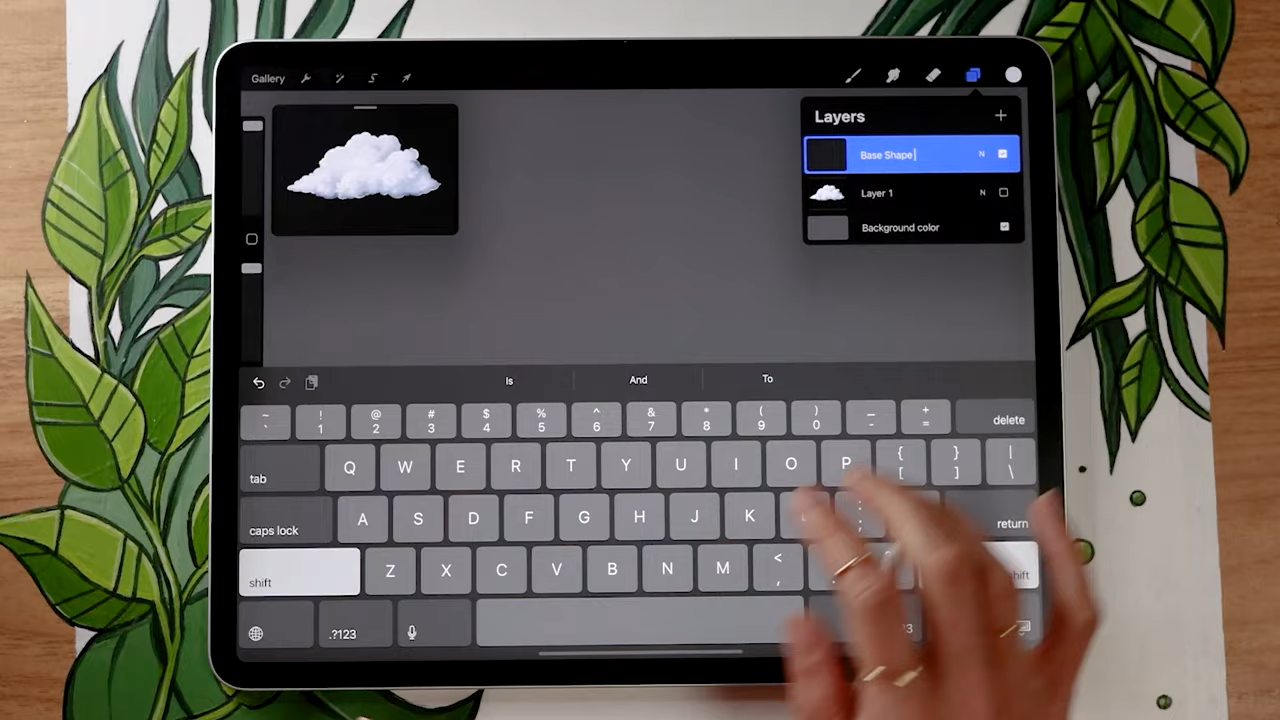 Gallery
Layers
Base Shape
N
Layer 1
N
Background color
Is And To
~ ! @ # $ % ^ & * ( ) _ +
` 1 2 3 4 5 6 7 8 9 0 - = delete
tab Q W E R T Y U I O P { [ } ] | \
caps lock A S D F G H J K : ; return
shift Z X C V B N M < , shift
.?123